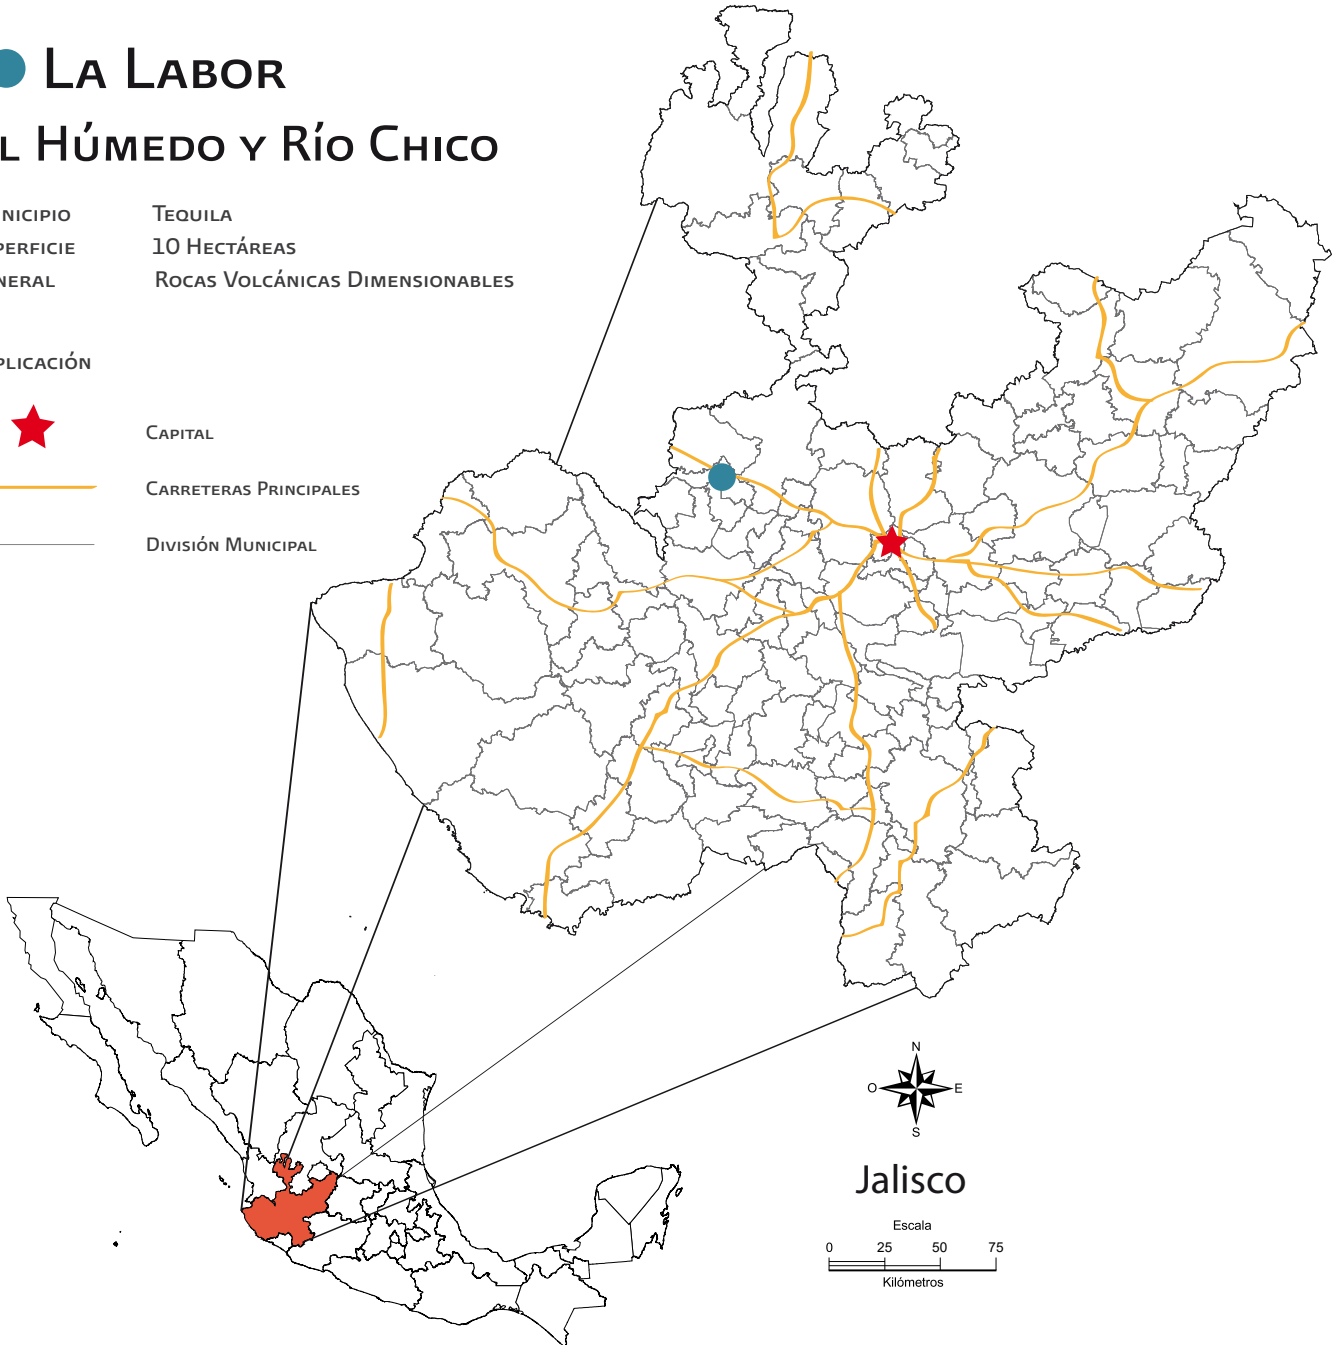 La Labor
l Húmedo y Río Chico
nicipio Tequila
perficie 10 Hectáreas
neral Rocas Volcánicas Dimensionables
plicación
Capital
Carreteras Principales
División Municipal
N
O E
S
Jalisco
Escala
0 25 50 75
Kilómetros